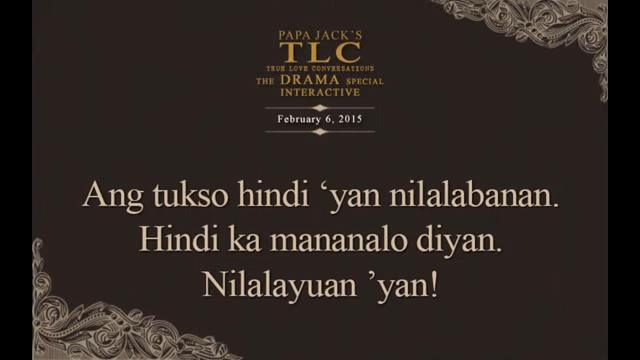 PAPA JACK'S
TLC
TRUE LOVE CONVERSATIONS
THE DRAMA SPECIAL
INTERACTIVE
February 6, 2015
Ang tukso hindi ‘yan nilalabanan.
Hindi ka mananalo diyan.
Nilalayuan ’yan!